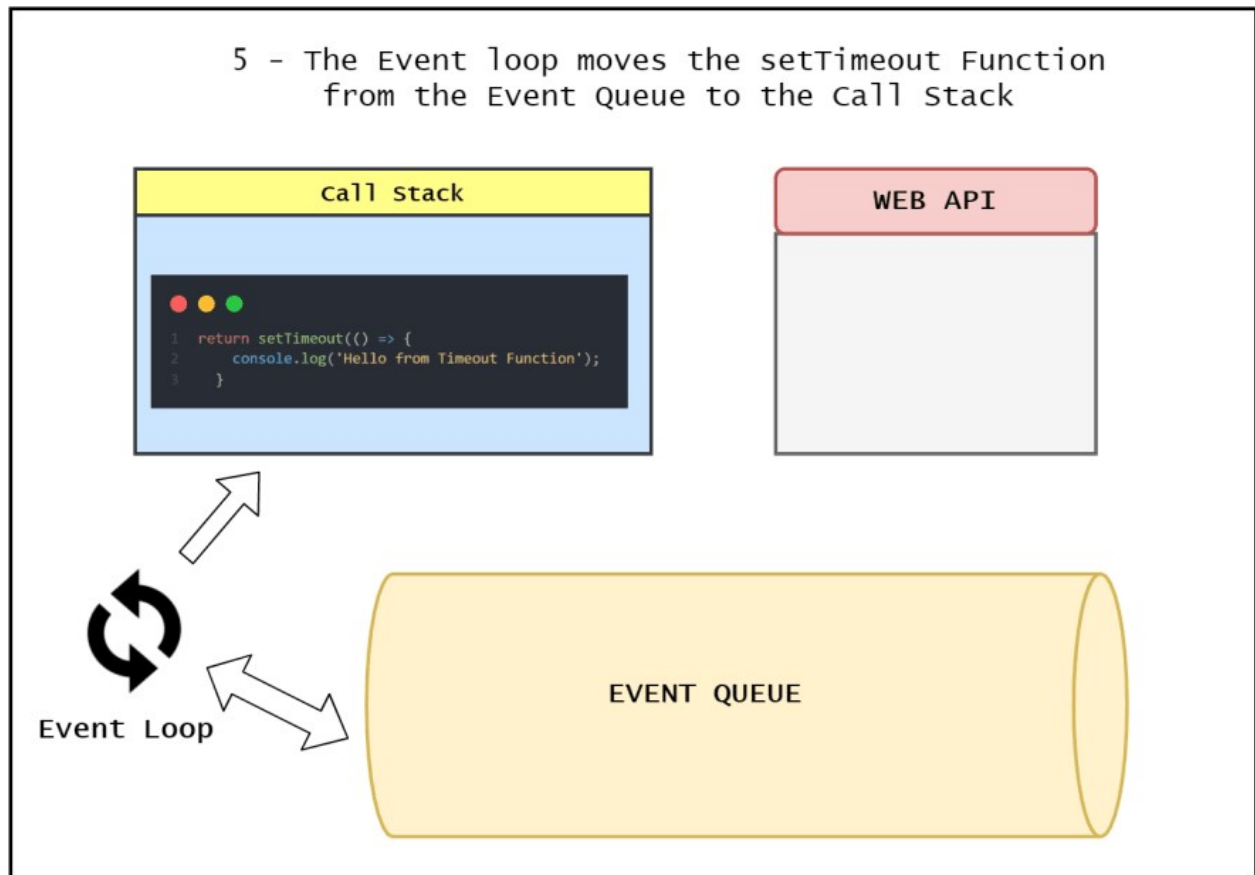 5 – The Event loop moves the setTimeout Function
from the Event Queue to the Call Stack
Call Stack
WEB API
1 return setTimeout(() => {
2 console.log('Hello from Timeout Function');
3 }
Event Loop
EVENT QUEUE